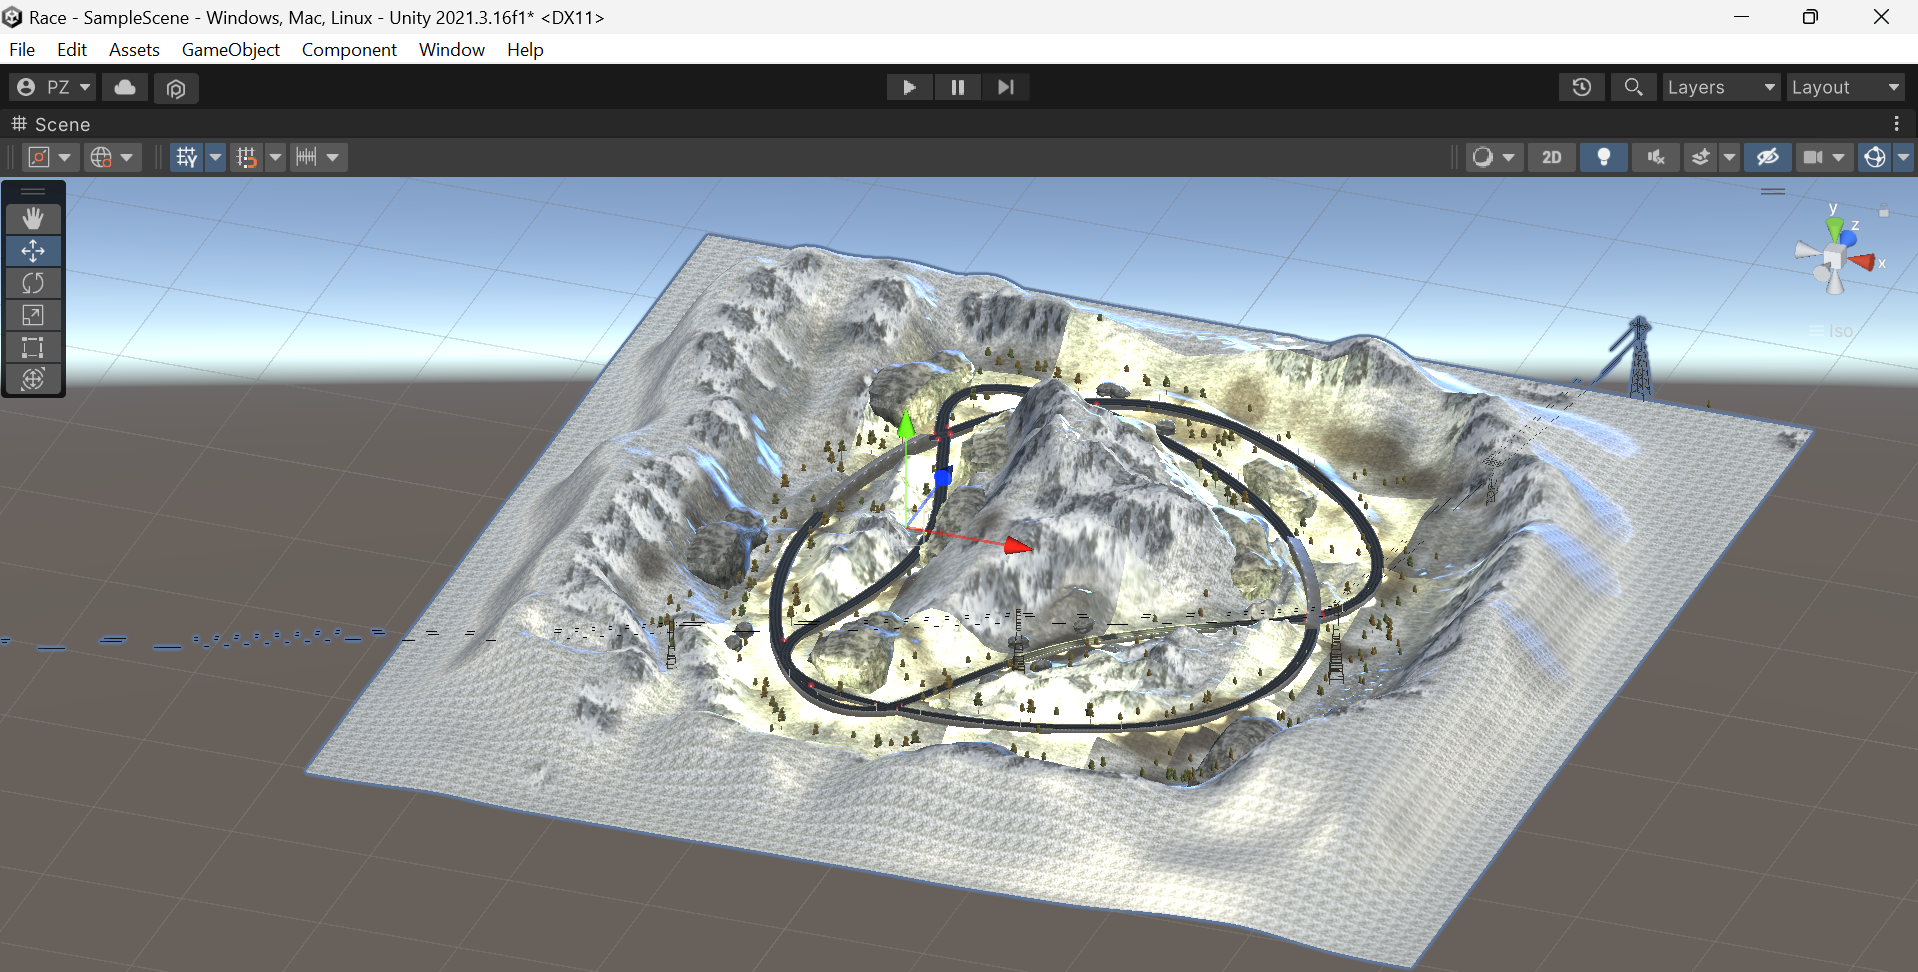 Race - SampleScene - Windows, Mac, Linux - Unity 2021.3.16f1* <DX11>
File Edit Assets GameObject Component Window Help
PZ Layers Layout
Scene
2D
y
z
x
Iso